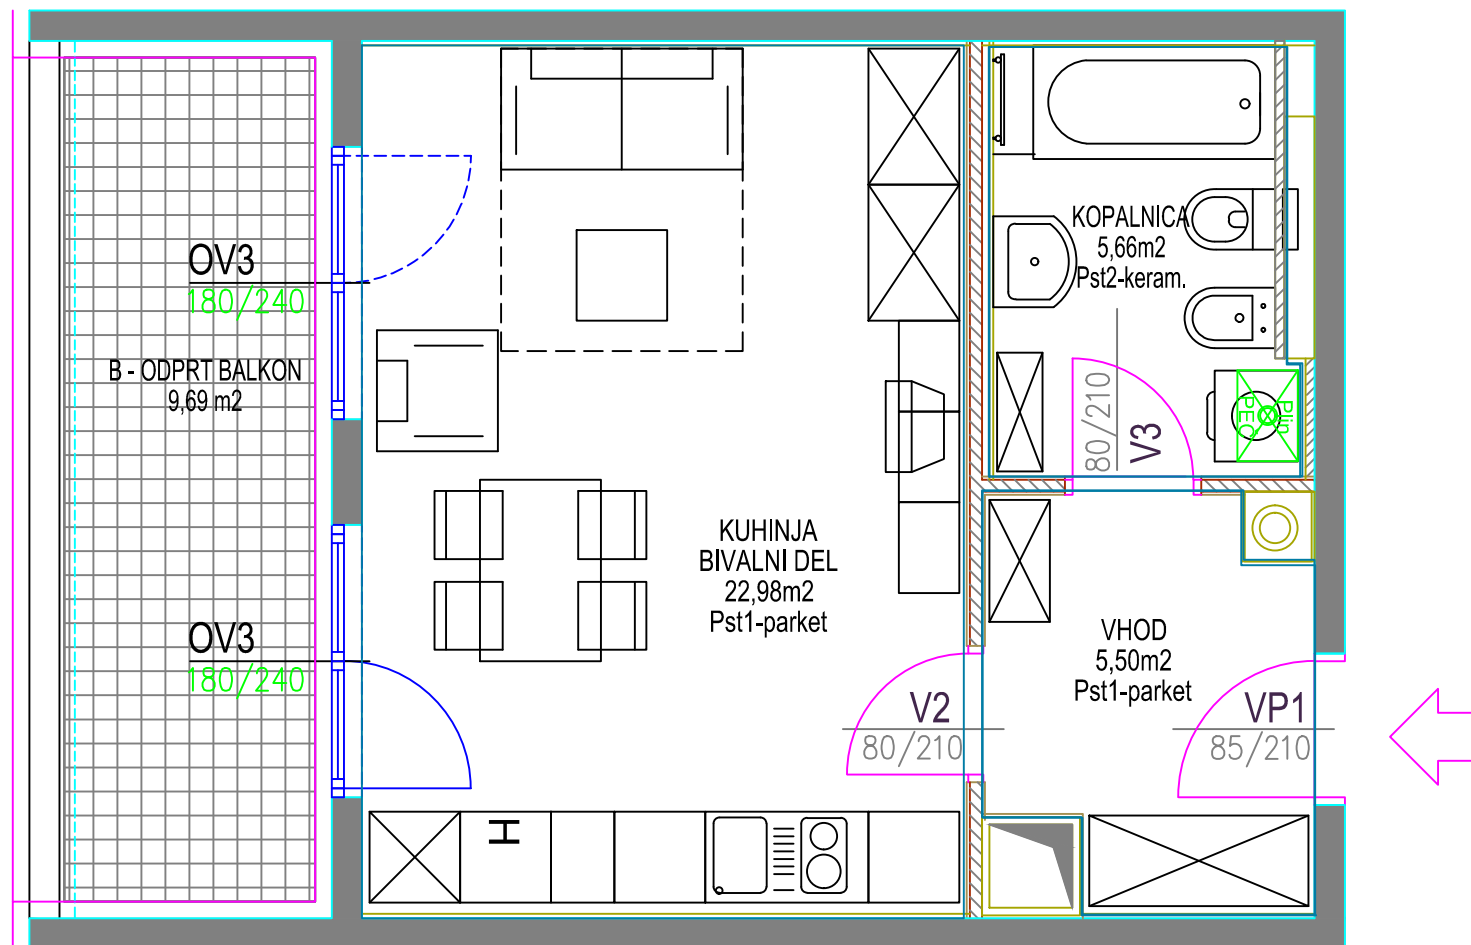 OV3
180/240
B - ODPRT BALKON
9,69 m2
OV3
180/240
KOPALNICA
5,66m2
Pst2-keram.
80/210
V3
Plin
PEČ
KUHINJA
BIVALNI DEL
22,98m2
Pst1-parket
VHOD
5,50m2
Pst1-parket
V2
80/210
VP1
85/210
H